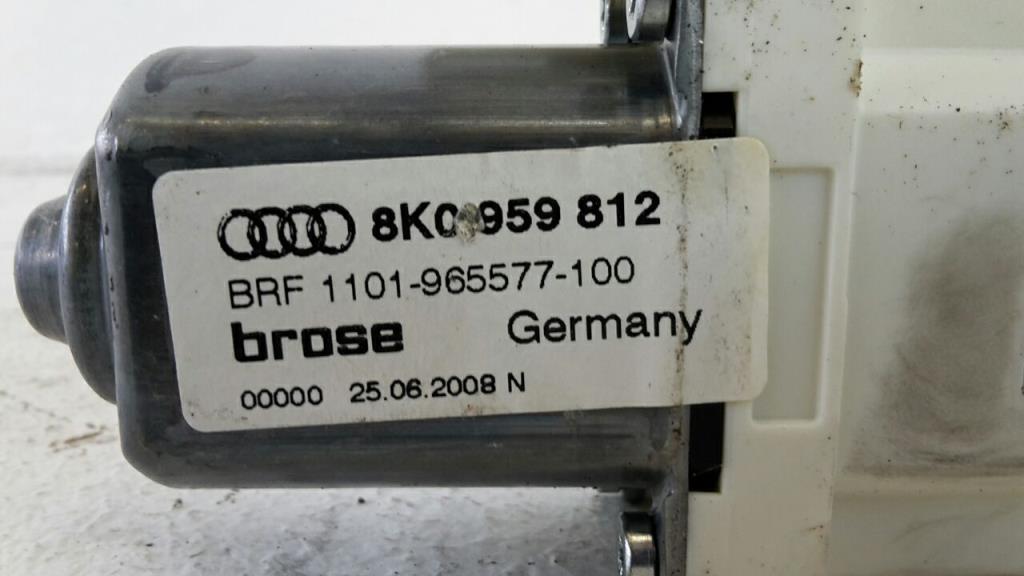 8K0 959 812
BRF 1101-965577-100
brose Germany
00000 25.06.2008 N